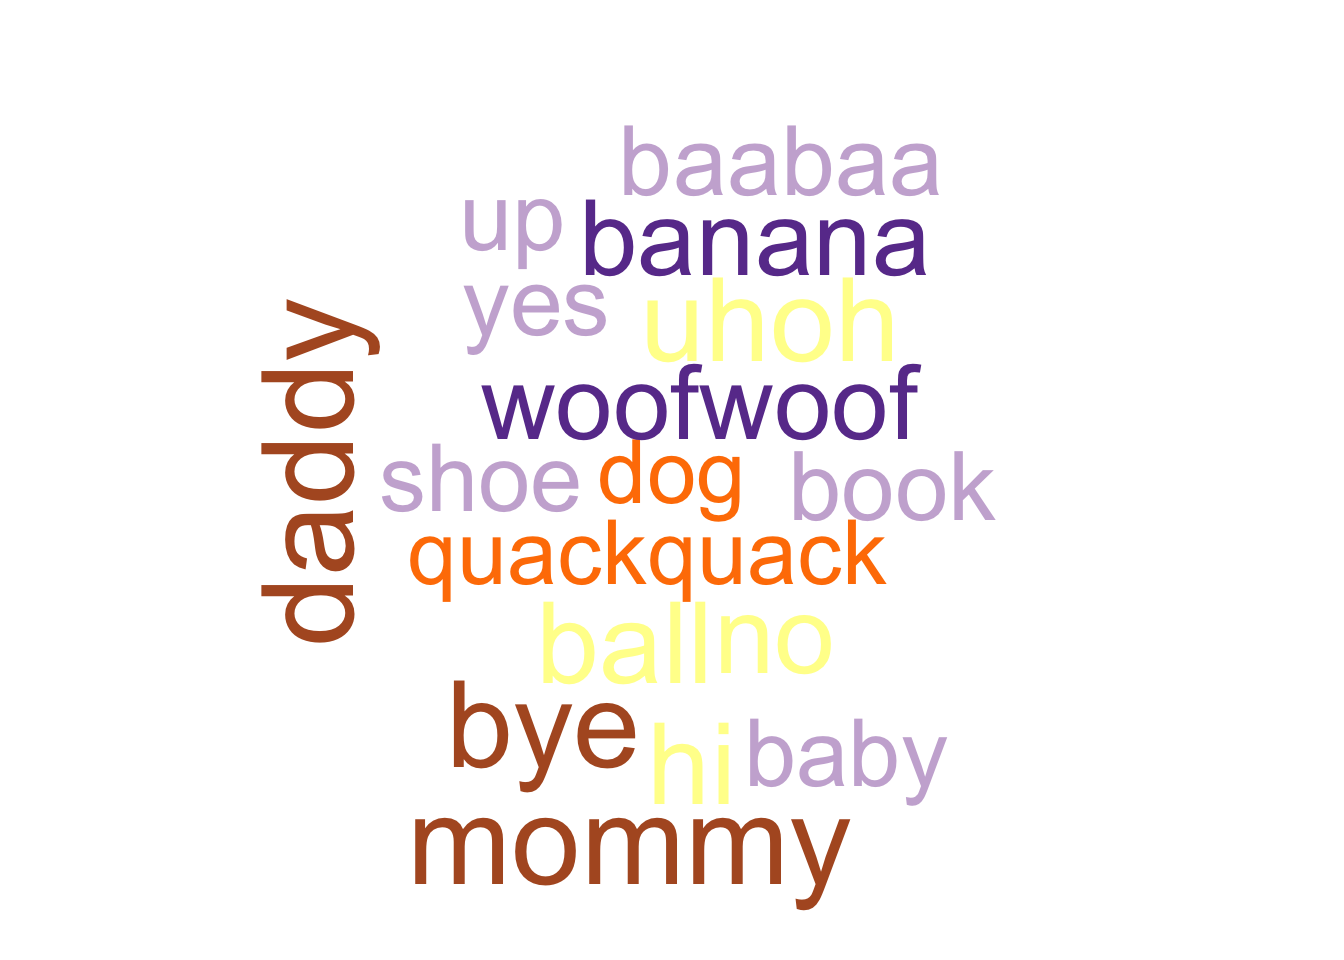 baabaa
up
banana
yes
uhoh
daddy
woofwoof
shoe
dog
book
quackquack
ball
no
bye
hi
baby
mommy